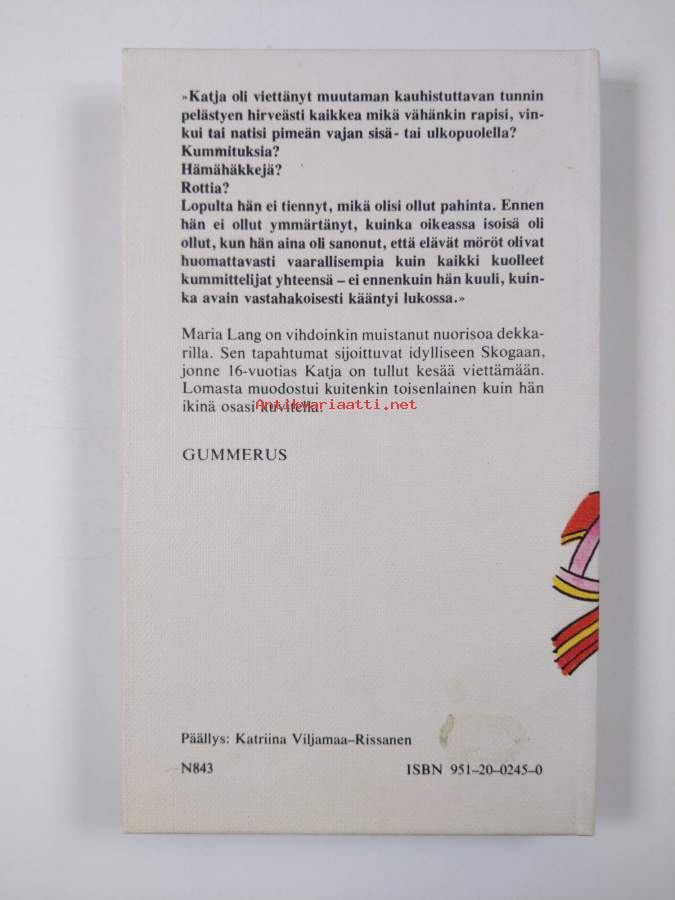 »Katja oli viettänyt muutaman kauhistuttavan tunnin
pelästyen hirveästi kaikkea mikä vähänkin rapisi, vin-
kui tai natisi pimeän vajan sisä- tai ulkopuolella?
Kummituksia?
Hämähäkkejä?
Rottia?
Lopulta hän ei tiennyt, mikä olisi ollut pahinta. Ennen
hän ei ollut ymmärtänyt, kuinka oikeassa isoisä oli
ollut, kun hän aina oli sanonut, että elävät möröt olivat
huomattavasti vaarallisempia kuin kaikki kuolleet
kummittelijat yhteensä – ei ennenkuin hän kuuli, kuin-
ka avain vastahakoisesti kääntyi lukossa.»
Maria Lang on vihdoinkin muistanut nuorisoa dekka-
rilla. Sen tapahtumat sijoittuvat idylliseen Skogaan,
jonne 16-vuotias Katja on tullut kesää viettämään.
Lomasta muodostui kuitenkin toisenlainen kuin hän
ikinä osasi kuvitella.
Antikvariaatti.net
GUMMERUS
Päällys: Katriina Viljamaa–Rissanen
N843 ISBN 951–20–0245–0